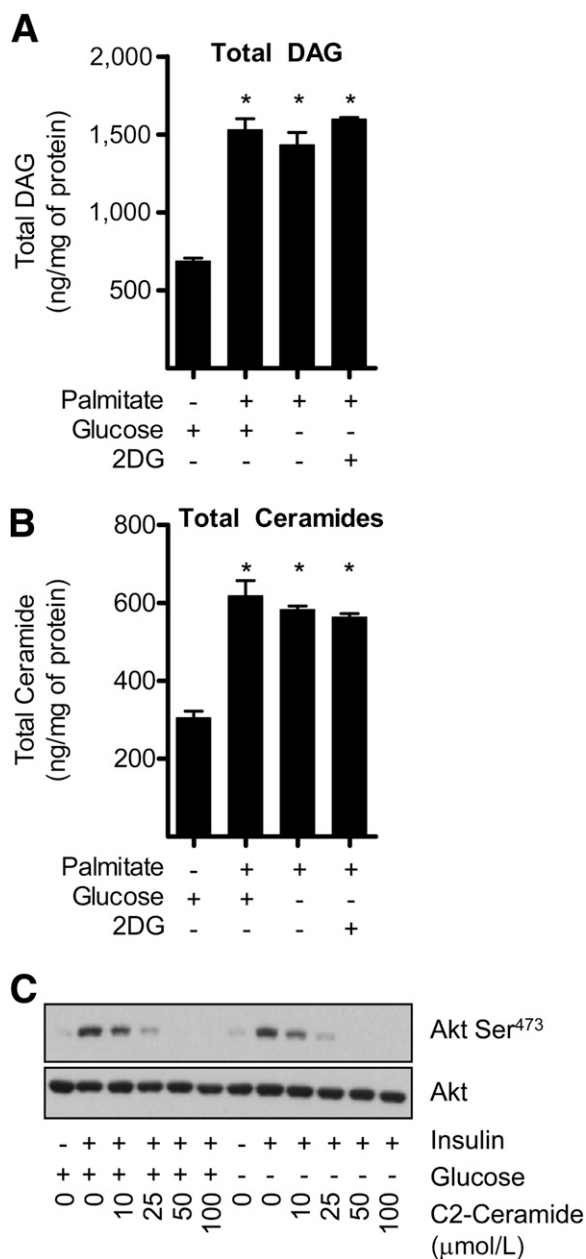 A
Total DAG
Total DAG
(ng/mg of protein)
2,000
1,500
1,000
500
* * *
Palmitate - + + +
Glucose + + - -
2DG - - - +
B
Total Ceramides
Total Ceramide
(ng/mg of protein)
800
600
400
200
* * *
Palmitate - + + +
Glucose + + - -
2DG - - - +
C
Akt Ser473
Akt
- + + + + + - + + + + + Insulin
+ + + + + + - - - - - - Glucose
0 0 10 25 50 100 0 0 10 25 50 100 C2-Ceramide
(μmol/L)